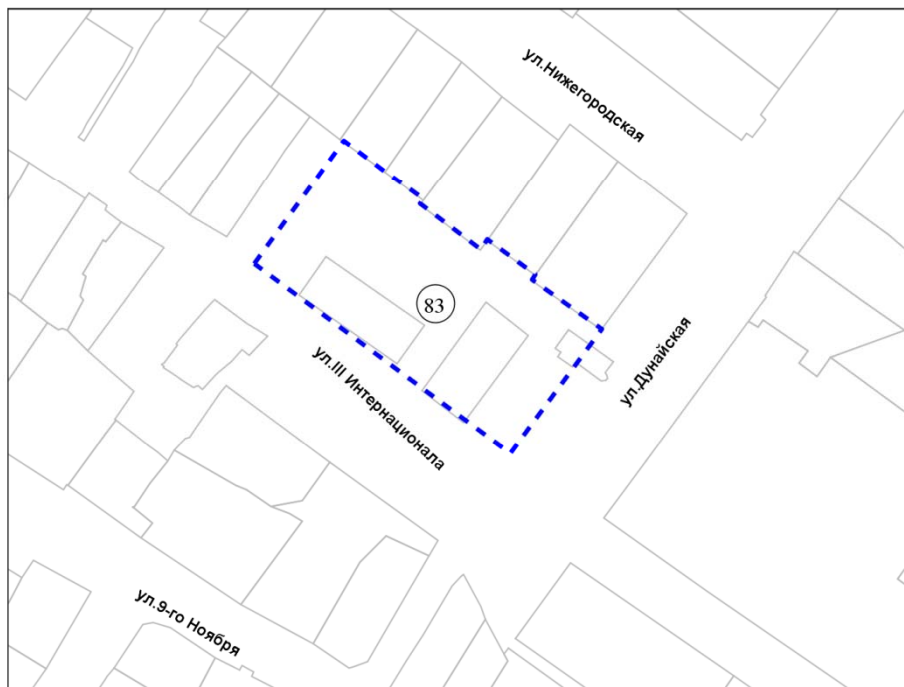 ул.Нижегородская
83
ул.Дунайская
ул.III Интернационала
ул.9-го Ноября